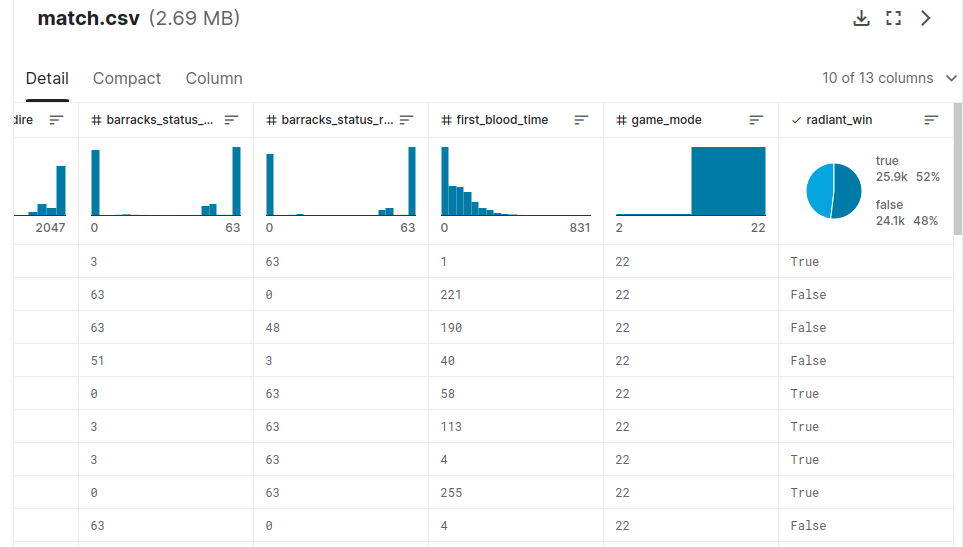 match.csv (2.69 MB)
Detail Compact Column 10 of 13 columns
dire # barracks_status_... # barracks_status_r... # first_blood_time # game_mode ✓ radiant_win
true
25.9k 52%
false
24.1k 48%
2047 0 63 0 63 0 831 2 22
3 63 1 22 True
63 0 221 22 False
63 48 190 22 False
51 3 40 22 False
0 63 58 22 True
3 63 113 22 True
3 63 4 22 True
0 63 255 22 True
63 0 4 22 False